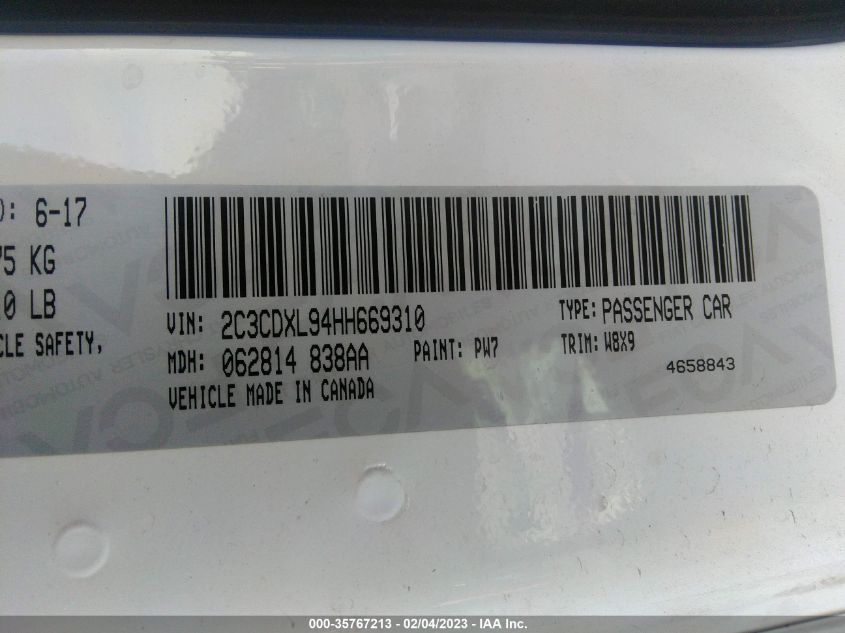 D: 6-17
75 KG
0 LB
CLE SAFETY,
VIN: 2C3CDXL94HH669310
TYPE: PASSENGER CAR
MDH: 062814 838AA
PAINT: PW7
TRIM: W8X9
VEHICLE MADE IN CANADA
4658843
000-35767213 - 02/04/2023 - IAA Inc.